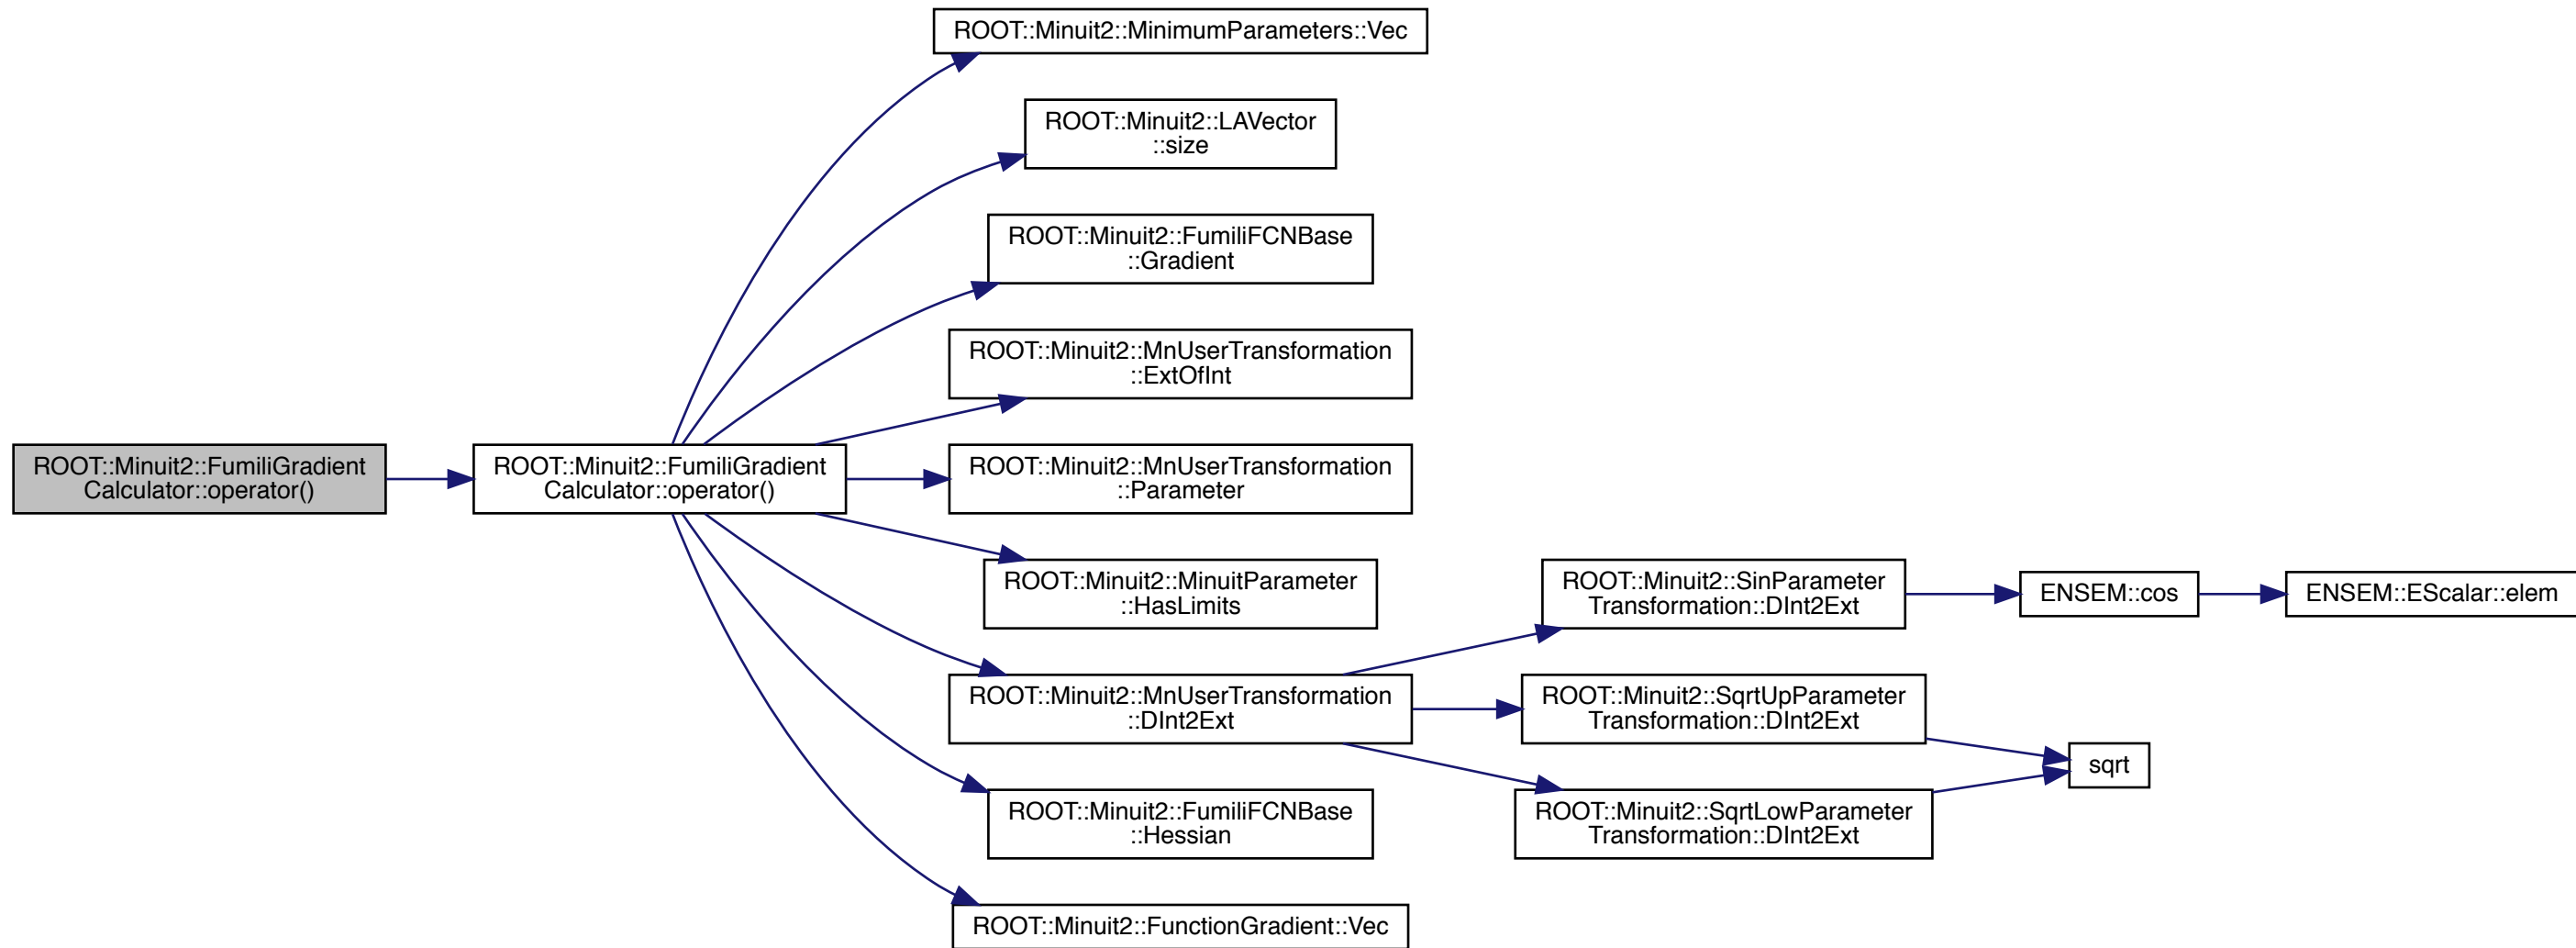 ROOT::Minuit2::MinimumParameters::Vec
ROOT::Minuit2::LAVector
::size
ROOT::Minuit2::FumiliFCNBase
::Gradient
ROOT::Minuit2::MnUserTransformation
::ExtOfInt
ROOT::Minuit2::FumiliGradient
Calculator::operator()
ROOT::Minuit2::FumiliGradient
Calculator::operator()
ROOT::Minuit2::MnUserTransformation
::Parameter
ROOT::Minuit2::MinuitParameter
::HasLimits
ROOT::Minuit2::SinParameter
Transformation::DInt2Ext
ENSEM::cos
ENSEM::EScalar::elem
ROOT::Minuit2::MnUserTransformation
::DInt2Ext
ROOT::Minuit2::SqrtUpParameter
Transformation::DInt2Ext
sqrt
ROOT::Minuit2::FumiliFCNBase
::Hessian
ROOT::Minuit2::SqrtLowParameter
Transformation::DInt2Ext
ROOT::Minuit2::FunctionGradient::Vec